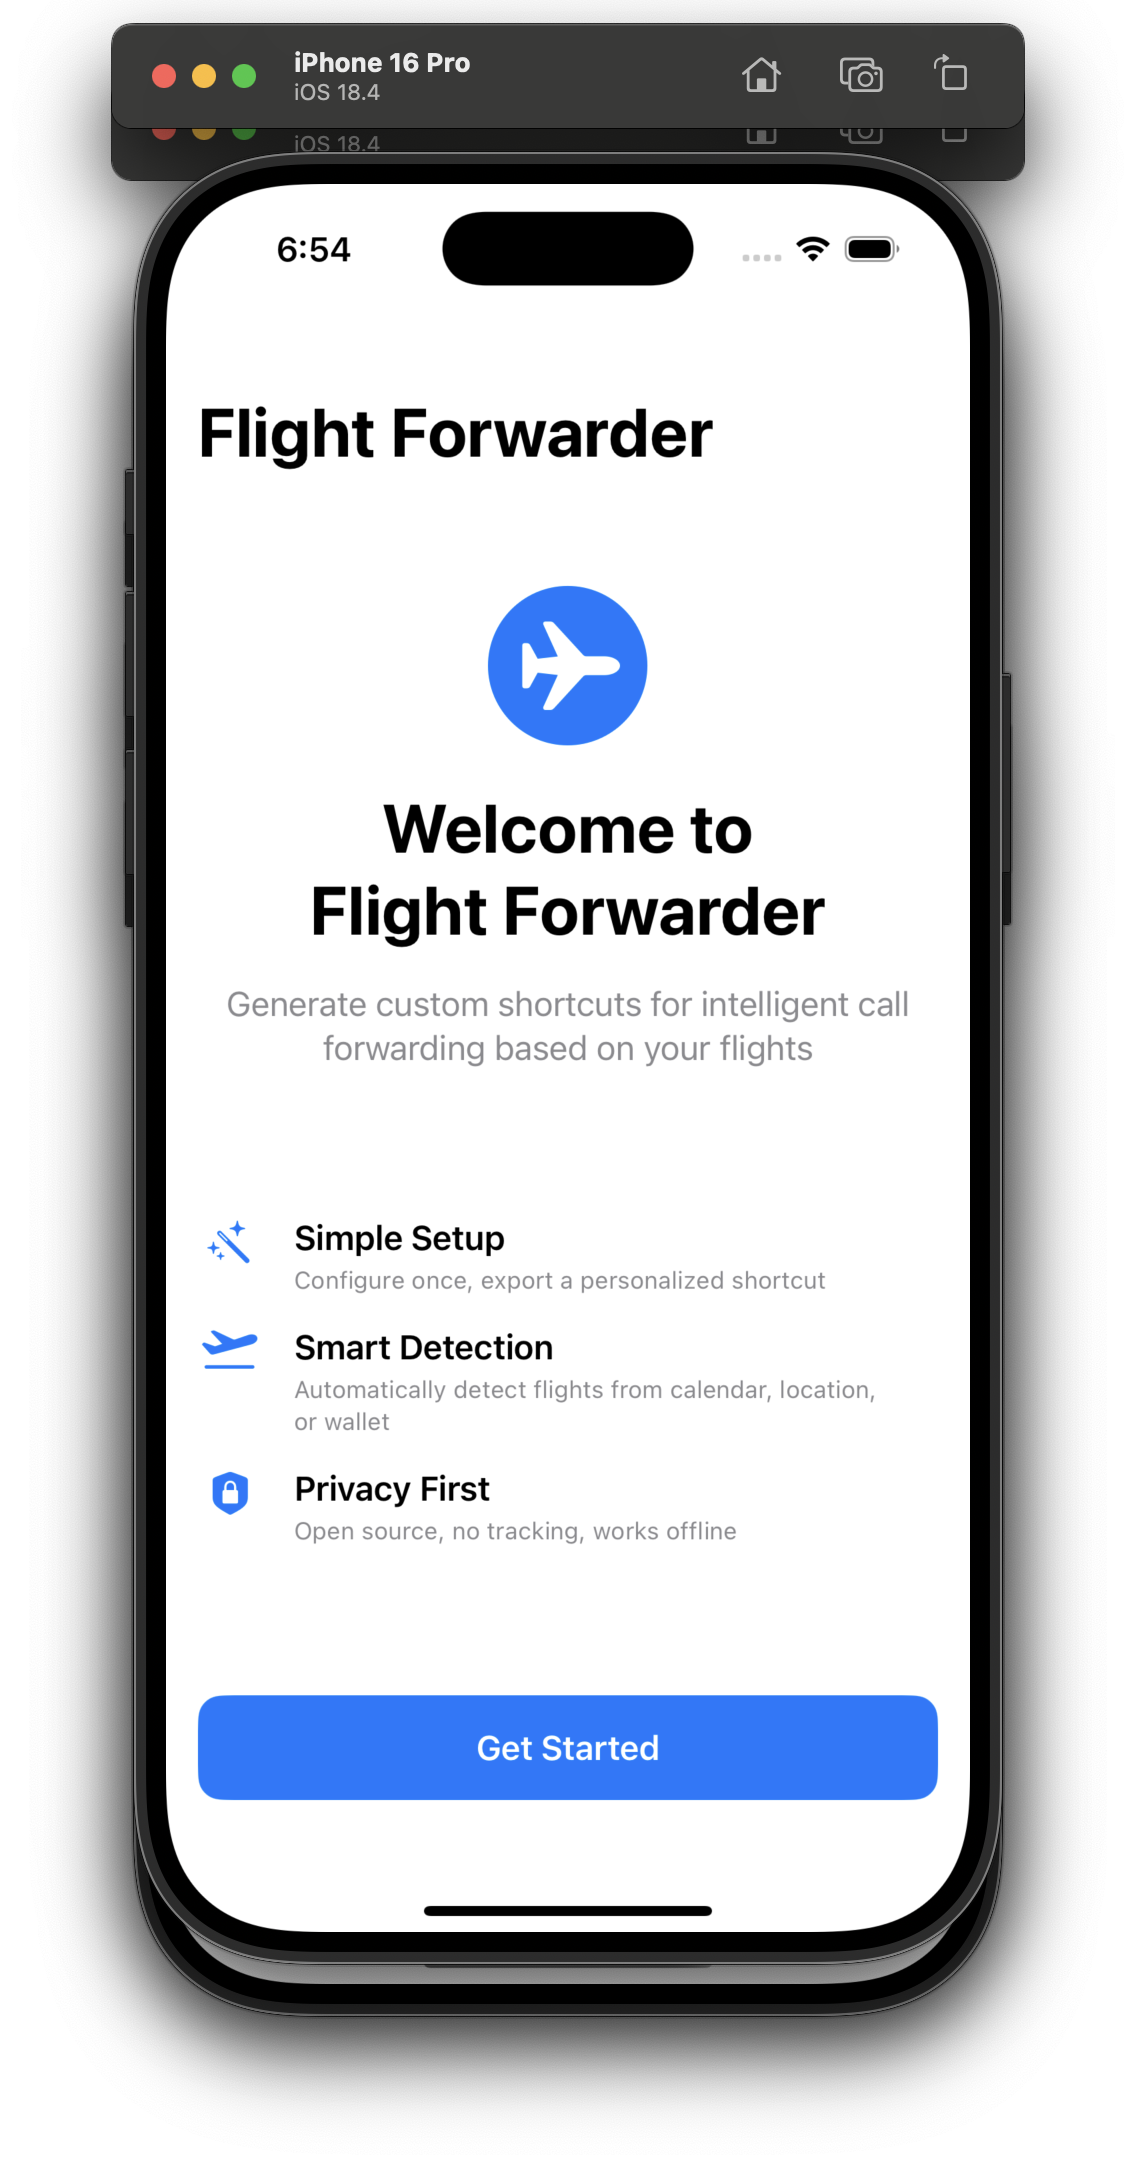 iPhone 16 Pro
iOS 18.4
iOS 18.4
6:54
Flight Forwarder
Welcome to
Flight Forwarder
Generate custom shortcuts for intelligent call
forwarding based on your flights
Simple Setup
Configure once, export a personalized shortcut
Smart Detection
Automatically detect flights from calendar, location,
or wallet
Privacy First
Open source, no tracking, works offline
Get Started